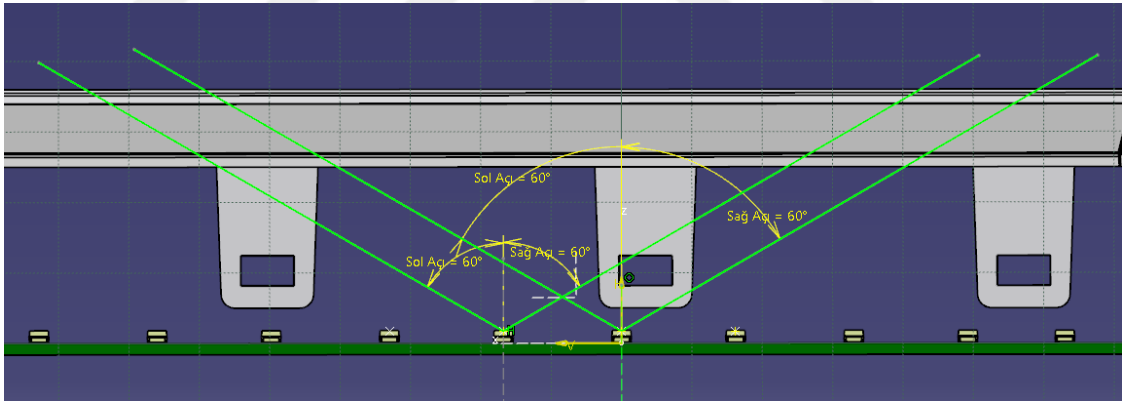 Sol Açı = 60°
Sağ Açı = 60°
Z
Sol Açı = 60°
Sağ Açı = 60°
V